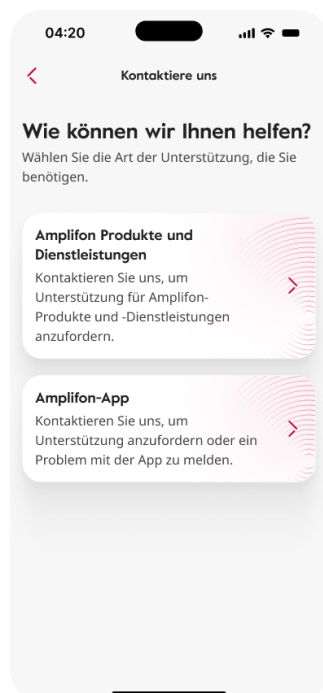 04:20
Kontaktiere uns
Wie können wir Ihnen helfen?
Wählen Sie die Art der Unterstützung, die Sie
benötigen.
Amplifon Produkte und
Dienstleistungen
Kontaktieren Sie uns, um
Unterstützung für Amplifon-
Produkte und -Dienstleistungen
anzufordern.
Amplifon-App
Kontaktieren Sie uns, um
Unterstützung anzufordern oder ein
Problem mit der App zu melden.